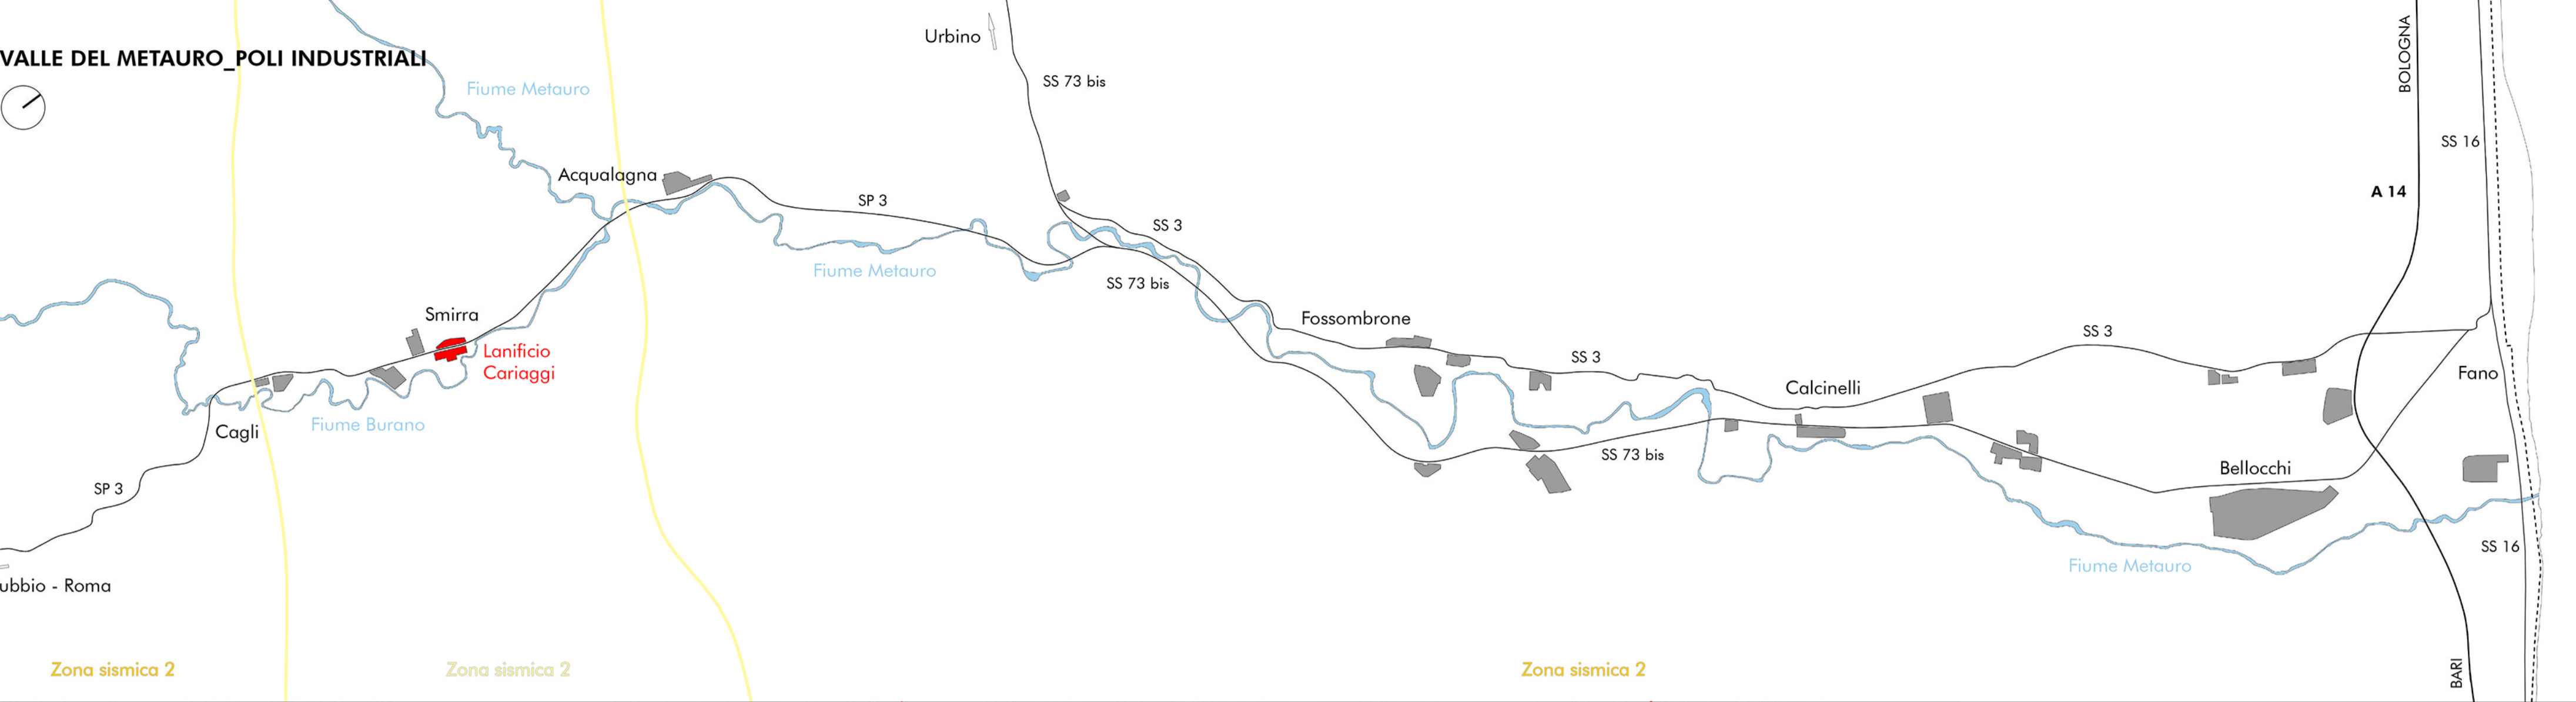 VALLE DEL METAURO_POLI INDUSTRIALI
Urbino
SS 73 bis
BOLOGNA
Fiume Metauro
SS 16
Acqualagna
SP 3
A 14
SS 3
Fiume Metauro
SS 73 bis
Smirra
Fossombrone
SS 3
Lanificio
Cariaggi
SS 3
Fano
Calcinelli
Fiume Burano
Cagli
SS 73 bis
Bellocchi
SP 3
SS 16
Fiume Metauro
ubbio - Roma
Zona sismica 2
Zona sismica 2
Zona sismica 2
BARI